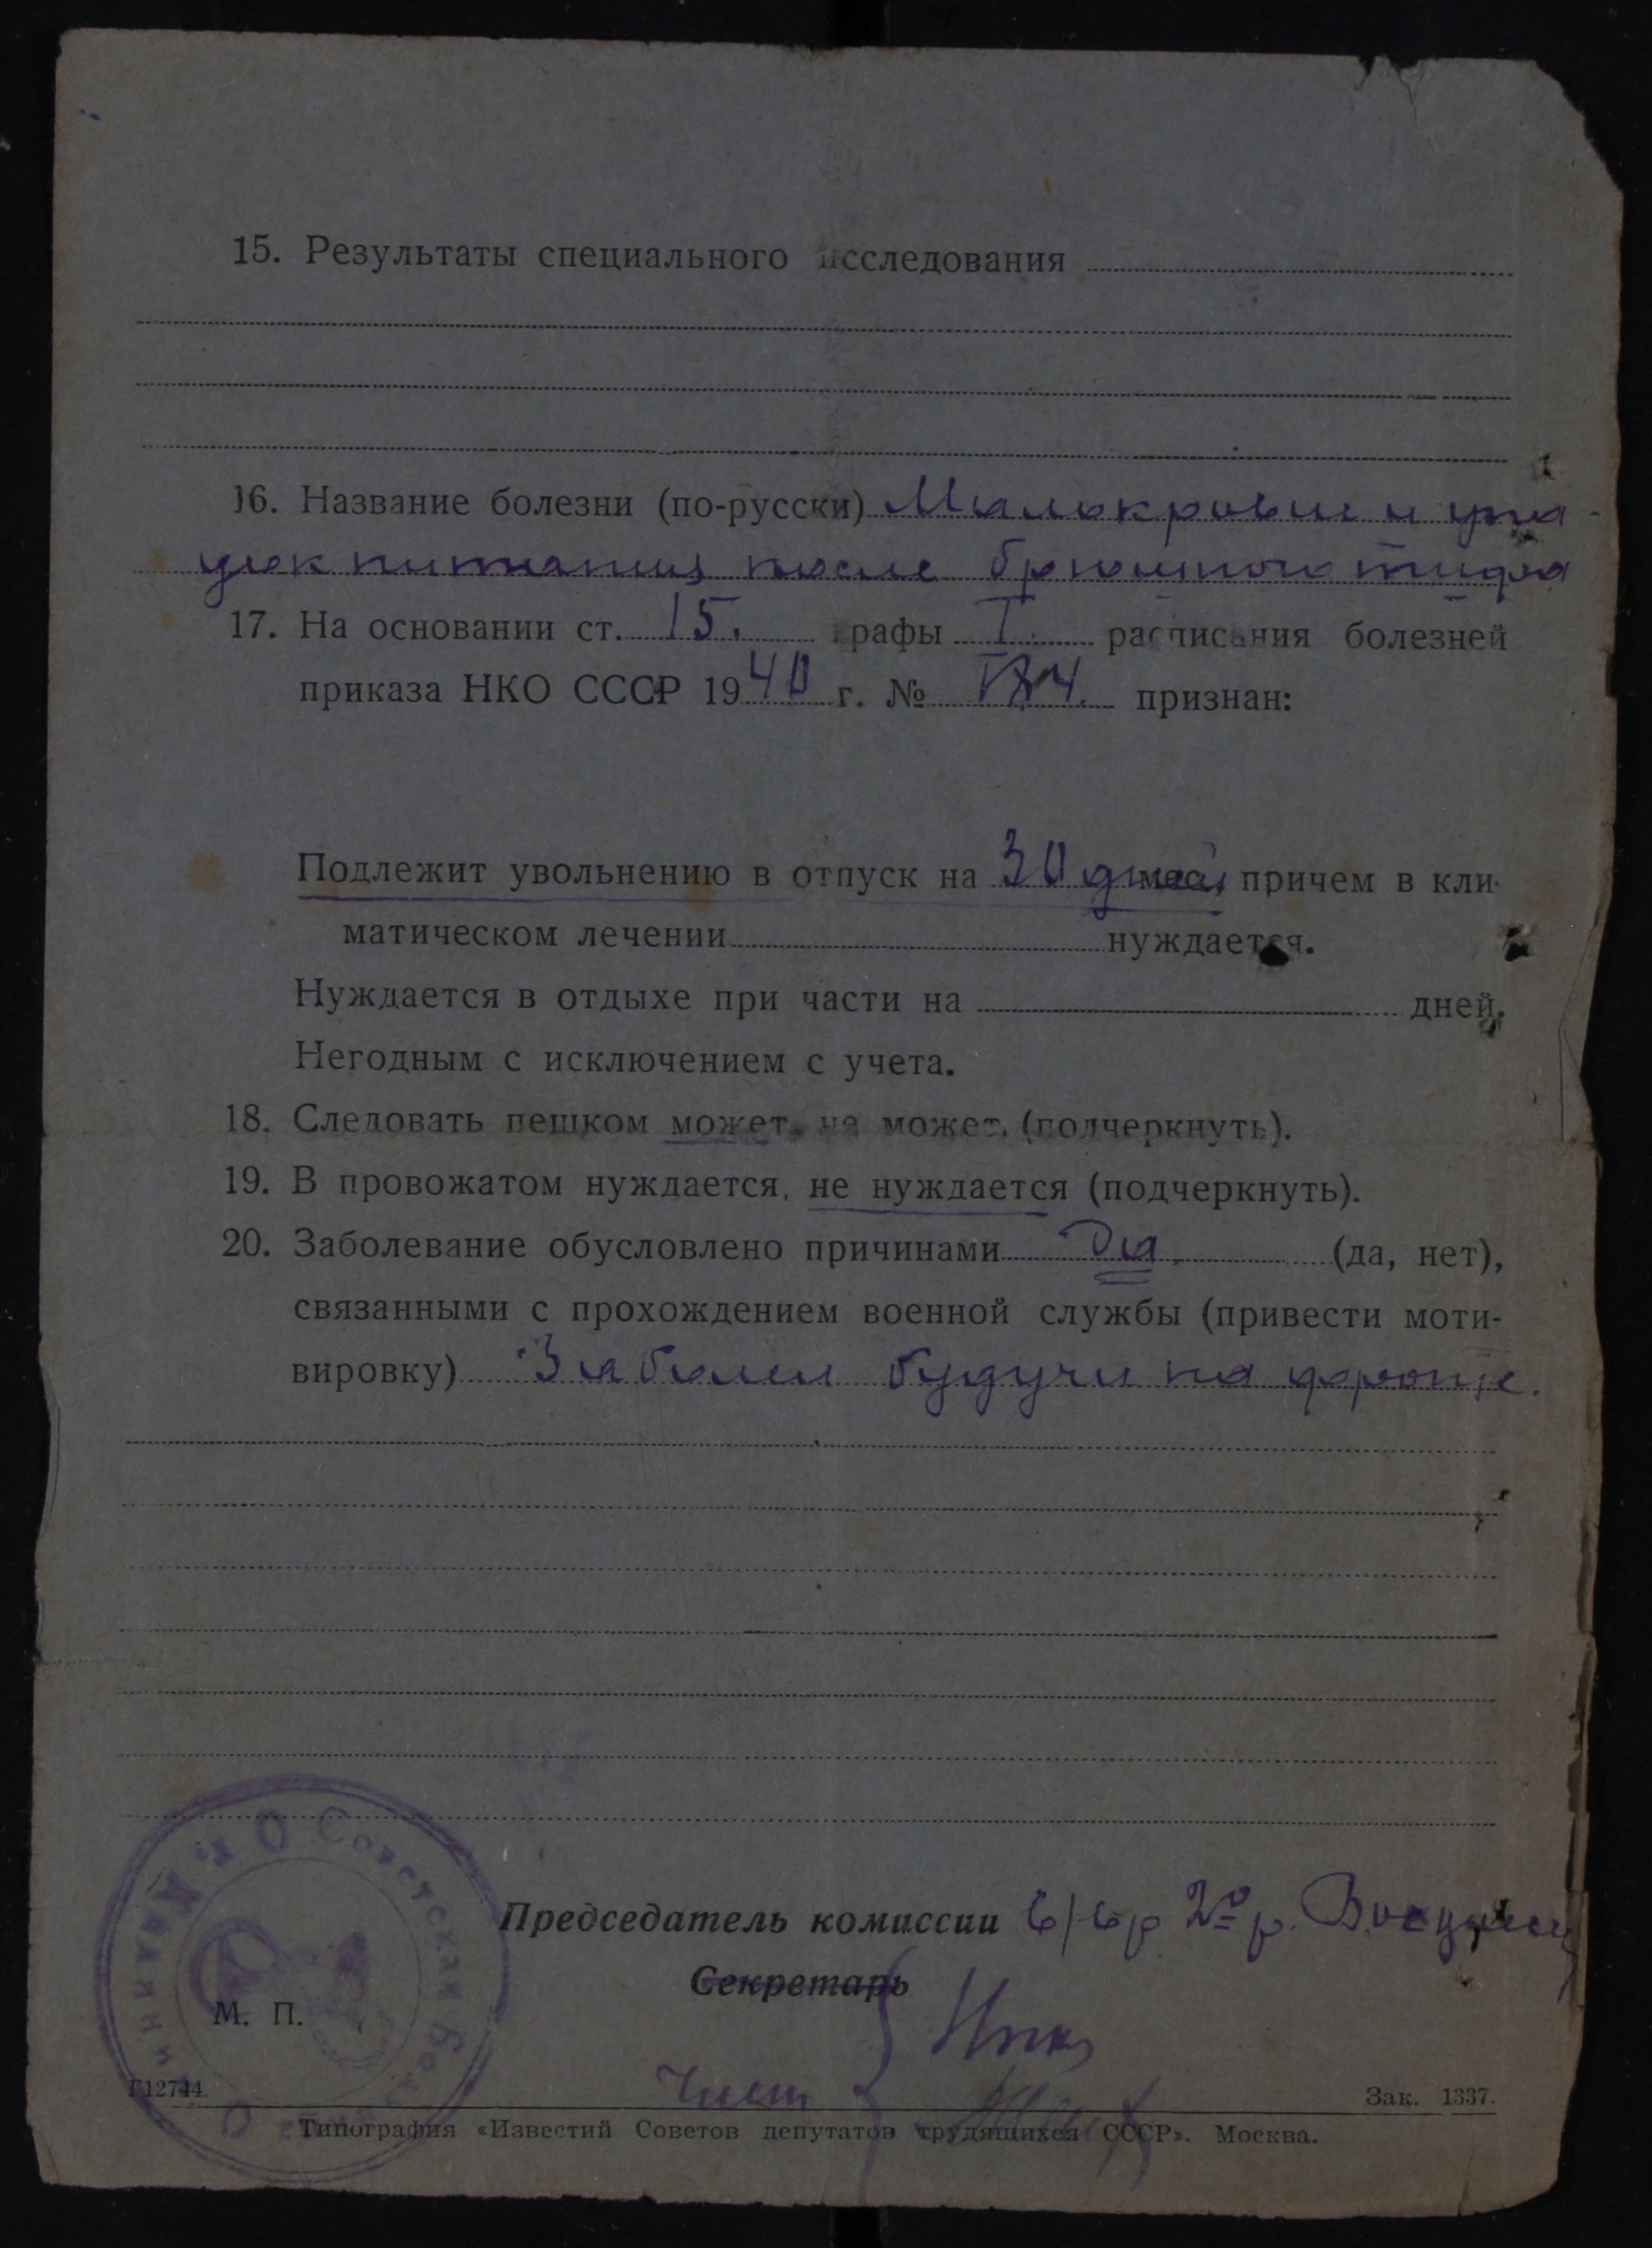 15. Результаты специального исследования
16. Название болезни (по-русски) Малокровие и упа-
док питания после брюшного тифа
17. На основании ст. 15. графы I. расписания болезней
приказа НКО СССР 1940 г. № 184. признан:
Подлежит увольнению в отпуск на 30 дней мес., причем в кли-
матическом лечении нуждается.
Нуждается в отдыхе при части на дней.
Негодным с исключением с учета.
18. Следовать пешком может, не может, (подчеркнуть).
19. В провожатом нуждается, не нуждается (подчеркнуть).
20. Заболевание обусловлено причинами Да. (да, нет),
связанными с прохождением военной службы (привести моти-
вировку) Заболел будучи на фронте.
Председатель комиссии в/вр 2го р.
Секретарь
М. П.
Г12744.
Зак. 1337.
Типография «Известий Советов депутатов трудящихся СССР». Москва.